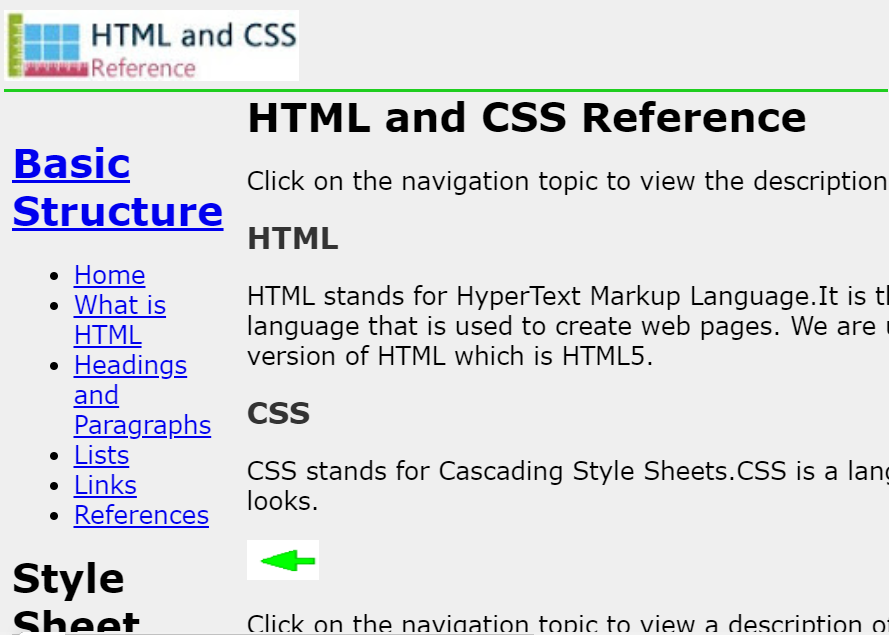 HTML and CSS
Reference
Basic
Structure
Home
What is
HTML
Headings
and
Paragraphs
Lists
Links
References
Style
Sheet
HTML and CSS Reference
Click on the navigation topic to view the description
HTML
HTML stands for HyperText Markup Language.It is
language that is used to create web pages. We are
version of HTML which is HTML5.
CSS
CSS stands for Cascading Style Sheets.CSS is a
looks.
Click on the navigation topic to view a description